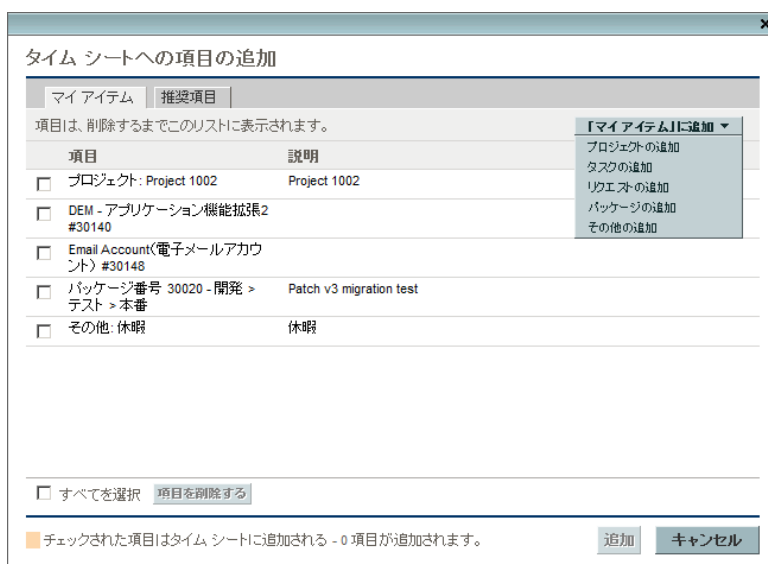 タイム シートへの項目の追加
マイ アイテム 推奨項目
項目は、削除するまでこのリストに表示されます。
「マイ アイテム」に追加 ▼
プロジェクトの追加
タスクの追加
リクエストの追加
パッケージの追加
その他の追加
項目 説明
プロジェクト: Project 1002 Project 1002
DEM - アプリケーション機能拡張2
#30140
Email Account(電子メールアカウ
ント) #30148
パッケージ番号 30020 - 開発 > Patch v3 migration test
テスト > 本番
その他: 休暇 休暇
すべてを選択 項目を削除する
チェックされた項目はタイム シートに追加される - 0 項目が追加されます。
追加 キャンセル